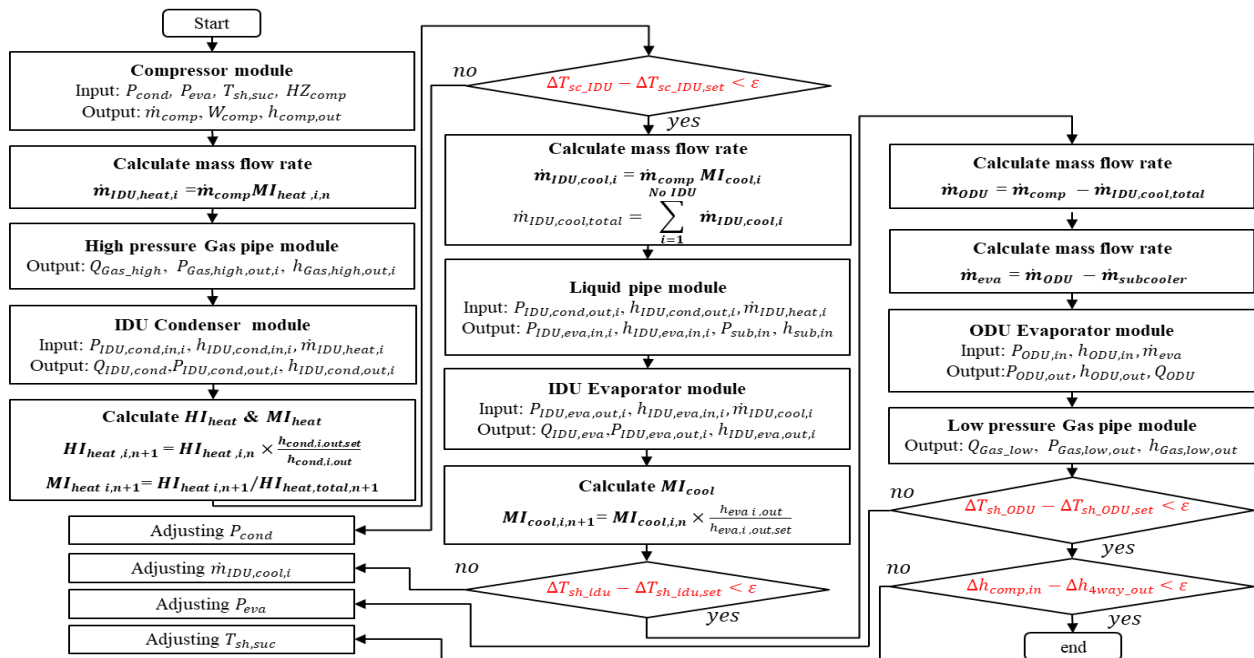 Start
Compressor module
Input: P_cond, P_eva, T_sh,suc, HZ_comp
Output: ṁ_comp, W_comp, h_comp,out
Calculate mass flow rate
ṁ_IDU,heat,i =ṁ_comp MI_heat ,i,n
High pressure Gas pipe module
Output: Q_Gas_high, P_Gas,high,out,i, h_Gas,high,out,i
IDU Condenser module
Input: P_IDU,cond,in,i, h_IDU,cond,in,i, ṁ_IDU,heat,i
Output: Q_IDU,cond, P_IDU,cond,out,i, h_IDU,cond,out,i
Calculate HI_heat & MI_heat
HI_heat ,i,n+1 = HI_heat ,i,n × h_cond,i,out,set / h_cond,i,out
MI_heat i,n+1 = HI_heat i,n+1/HI_heat,total,n+1
Adjusting P_cond
Adjusting ṁ_IDU,cool,i
Adjusting P_eva
Adjusting T_sh,suc
no
ΔT_sc_IDU − ΔT_sc_IDU,set < ε
yes
Calculate mass flow rate
ṁ_IDU,cool,i = ṁ_comp MI_cool,i
ṁ_IDU,cool,total = ∑_{i=1}^{No IDU} ṁ_IDU,cool,i
Liquid pipe module
Input: P_IDU,cond,out,i, h_IDU,cond,out,i, ṁ_IDU,heat,i
Output: P_IDU,eva,in,i, h_IDU,eva,in,i, P_sub,in, h_sub,in
IDU Evaporator module
Input: P_IDU,eva,out,i, h_IDU,eva,in,i, ṁ_IDU,cool,i
Output: Q_IDU,eva, P_IDU,eva,out,i, h_IDU,eva,out,i
Calculate MI_cool
MI_cool,i,n+1 = MI_cool,i,n × h_eva i ,out / h_eva,i ,out,set
no
ΔT_sh_idu − ΔT_sh_idu,set < ε
yes
Calculate mass flow rate
ṁ_ODU = ṁ_comp − ṁ_IDU,cool,total
Calculate mass flow rate
ṁ_eva = ṁ_ODU − ṁ_subcooler
ODU Evaporator module
Input: P_ODU,in, h_ODU,in, ṁ_eva
Output:P_ODU,out, h_ODU,out, Q_ODU
Low pressure Gas pipe module
Output: Q_Gas_low, P_Gas,low,out, h_Gas,low,out
no
ΔT_sh_ODU − ΔT_sh_ODU,set < ε
yes
no
Δh_comp,in − Δh_4way_out < ε
yes
end